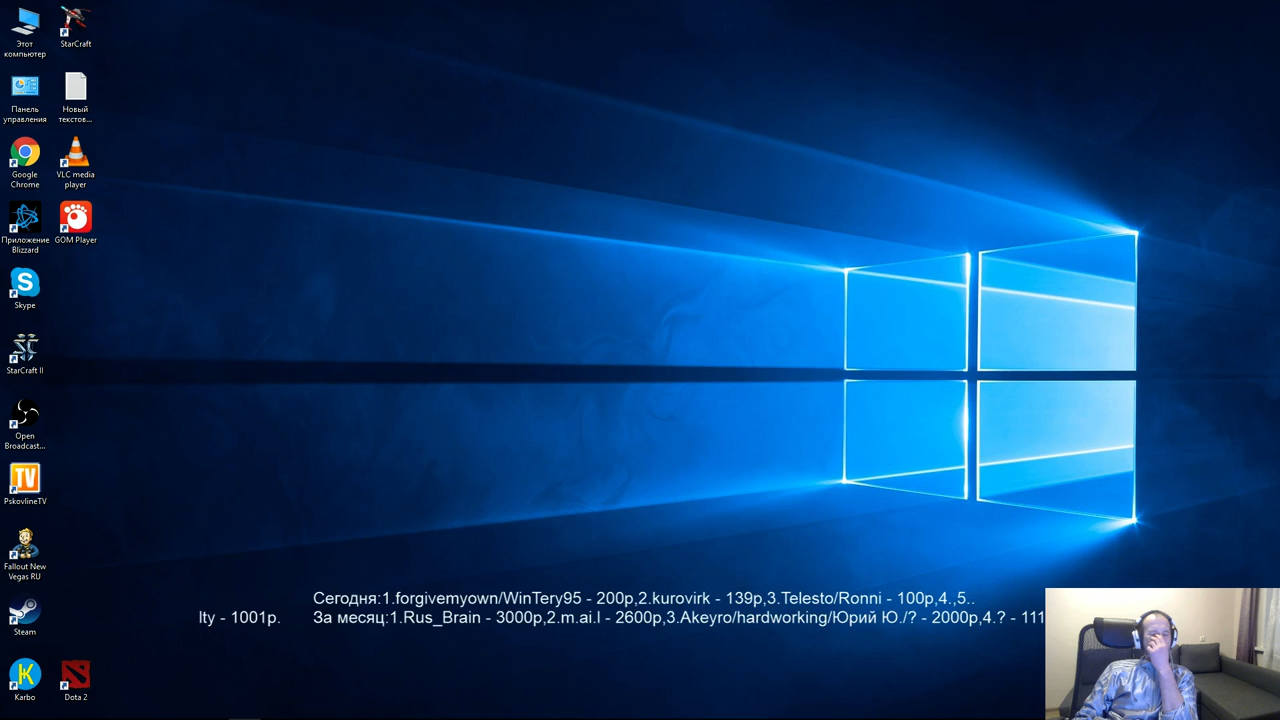 Этот
компьютер
StarCraft
Панель
управления
Новый
текстов...
Google
Chrome
VLC media
player
Приложение
Blizzard
GOM Player
Skype
StarCraft II
Open
Broadcast...
TV
PskovlineTV
Fallout New
Vegas RU
Steam
Karbo
Dota 2
Сегодня:1.forgivemyown/WinTery95 - 200р,2.kurovirk - 139р,3.Telesto/Ronni - 100р,4.,5..
lty - 1001р. За месяц:1.Rus_Brain - 3000р,2.m.ai.l - 2600р,3.Akeyro/hardworking/Юрий Ю./? - 2000р,4.? - 111